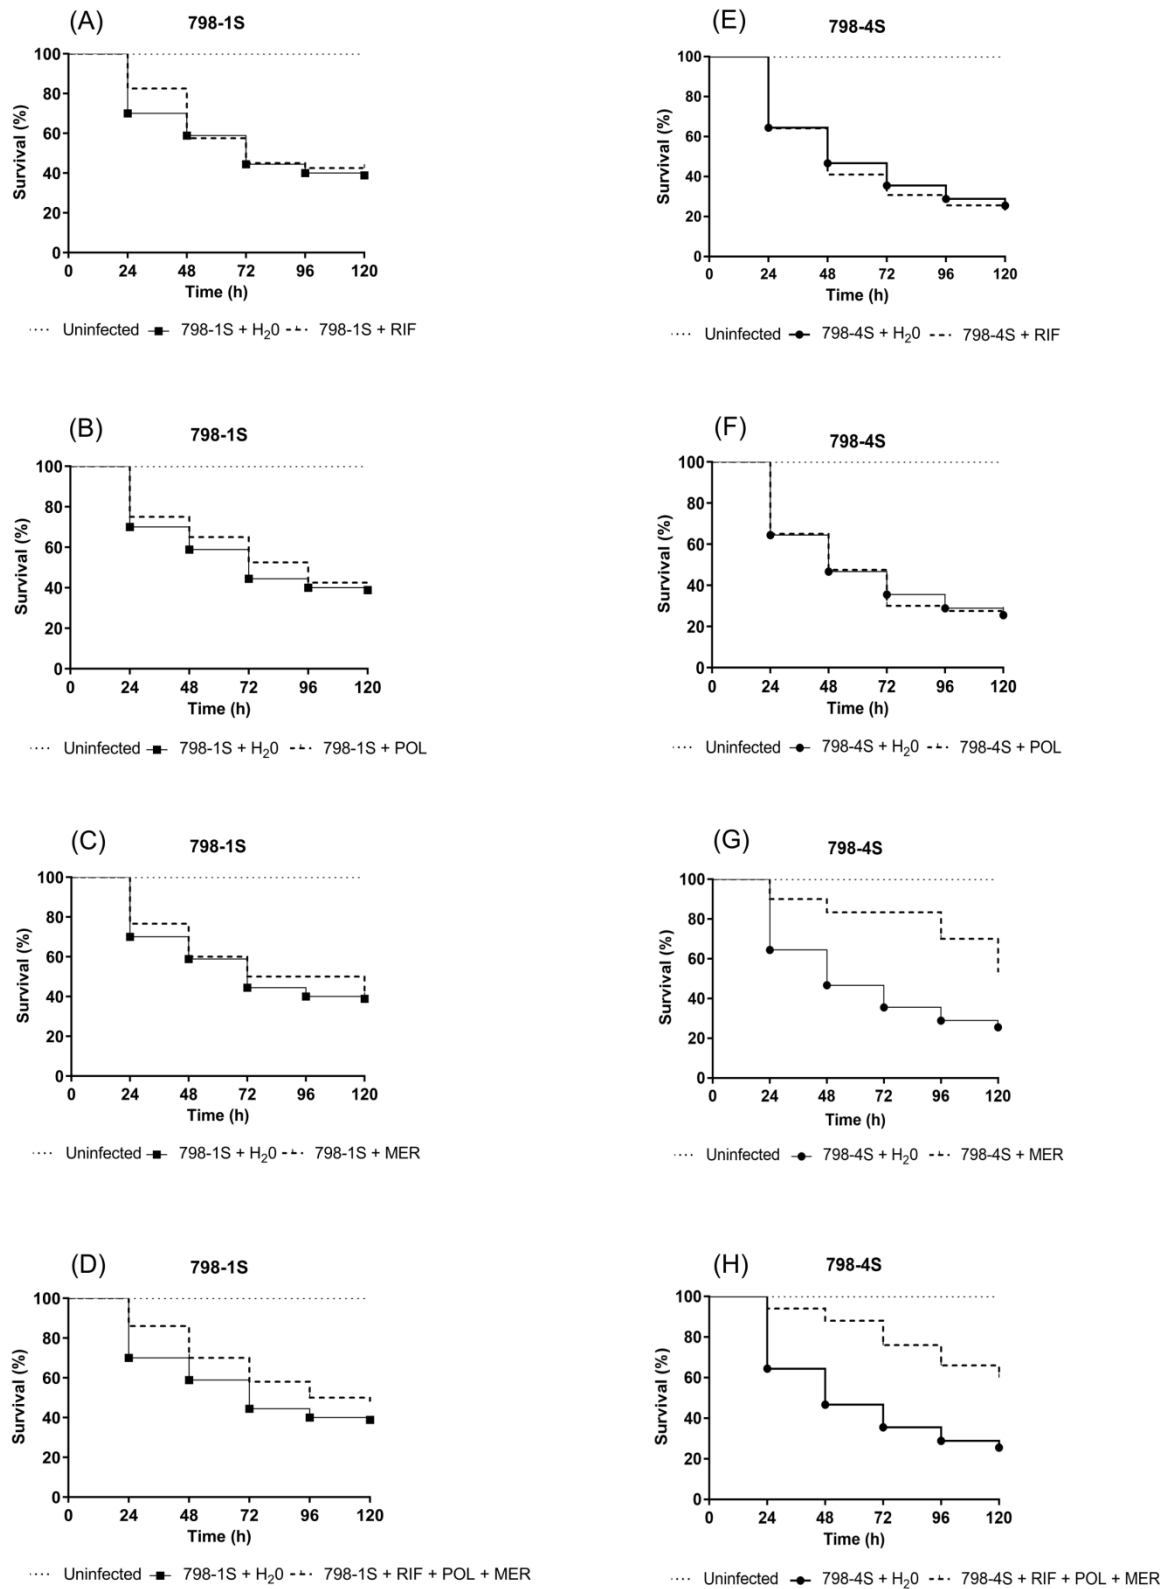 (A)
798-1S
Survival (%)
100
80
60
40
20
0
0 24 48 72 96 120
Time (h)
Uninfected 798-1S + H₂0 798-1S + RIF
(E)
798-4S
Survival (%)
100
80
60
40
20
0
0 24 48 72 96 120
Time (h)
Uninfected 798-4S + H₂0 798-4S + RIF
(B)
798-1S
Survival (%)
100
80
60
40
20
0
0 24 48 72 96 120
Time (h)
Uninfected 798-1S + H₂0 798-1S + POL
(F)
798-4S
Survival (%)
100
80
60
40
20
0
0 24 48 72 96 120
Time (h)
Uninfected 798-4S + H₂0 798-4S + POL
(C)
798-1S
Survival (%)
100
80
60
40
20
0
0 24 48 72 96 120
Time (h)
Uninfected 798-1S + H₂0 798-1S + MER
(G)
798-4S
Survival (%)
100
80
60
40
20
0
0 24 48 72 96 120
Time (h)
Uninfected 798-4S + H₂0 798-4S + MER
(D)
798-1S
Survival (%)
100
80
60
40
20
0
0 24 48 72 96 120
Time (h)
Uninfected 798-1S + H₂0 798-1S + RIF + POL + MER
(H)
798-4S
Survival (%)
100
80
60
40
20
0
0 24 48 72 96 120
Time (h)
Uninfected 798-4S + H₂0 798-4S + RIF + POL + MER